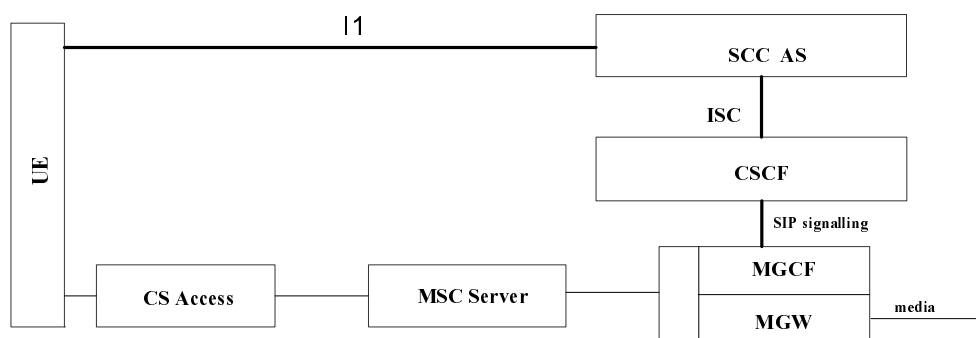 I1
SCC AS
ISC
UE
CSCF
SIP signalling
CS Access
MSC Server
MGCF
MGW
media